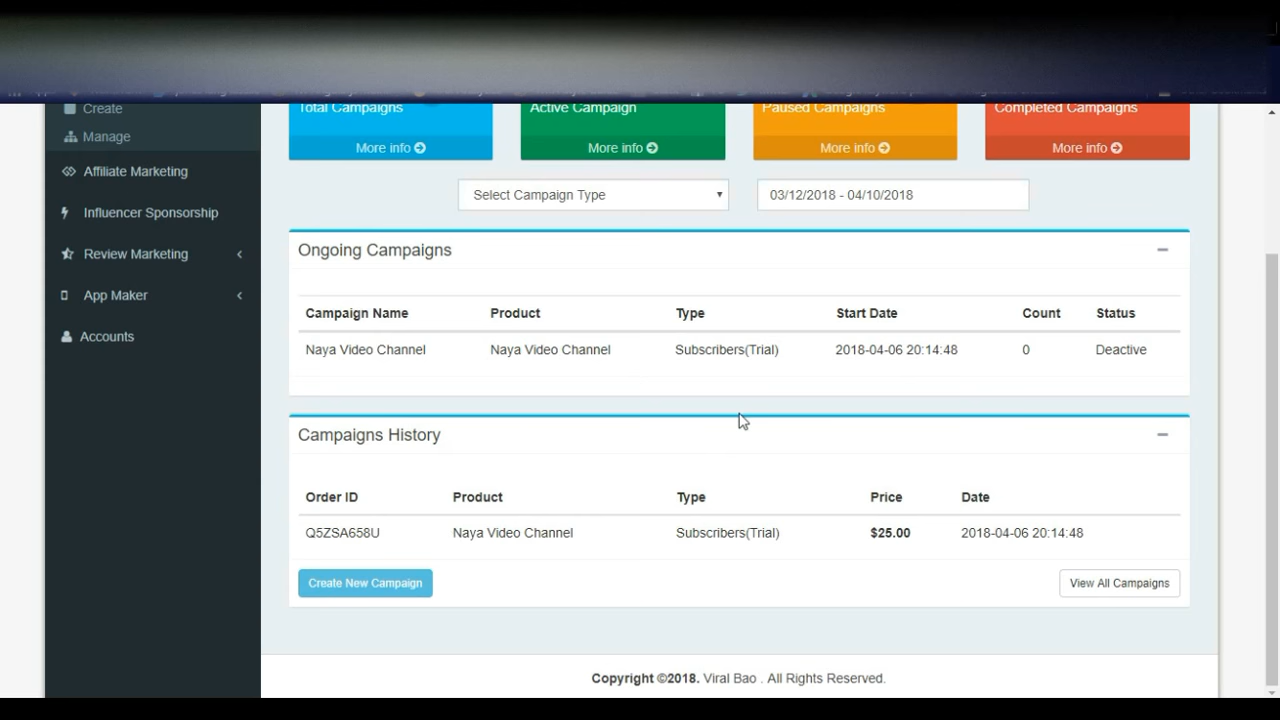 Create
Manage
Affiliate Marketing
Influencer Sponsorship
Review Marketing
App Maker
Accounts
Total Campaigns Active Campaign Paused Campaigns Completed Campaigns
More info More info More info More info
Select Campaign Type 03/12/2018 - 04/10/2018
Ongoing Campaigns
Campaign Name Product Type Start Date Count Status
Naya Video Channel Naya Video Channel Subscribers(Trial) 2018-04-06 20:14:48 0 Deactive
Campaigns History
Order ID Product Type Price Date
Q5ZSA658U Naya Video Channel Subscribers(Trial) $25.00 2018-04-06 20:14:48
Create New Campaign View All Campaigns
Copyright ©2018. Viral Bao . All Rights Reserved.